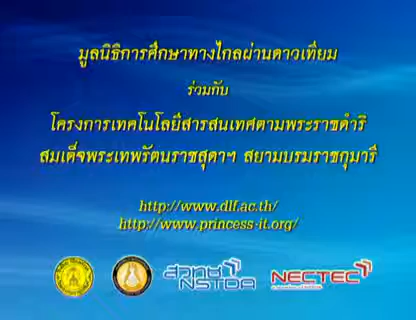 มูลนิธิการศึกษาทางไกลผ่านดาวเทียม
ร่วมกับ
โครงการเทคโนโลยีสารสนเทศตามพระราชดำริ
สมเด็จพระเทพรัตนราชสุดาฯ สยามบรมราชกุมารี
http://www.dlf.ac.th/
http://www.princess-it.org/
สวทช
NSTDA
NECTEC